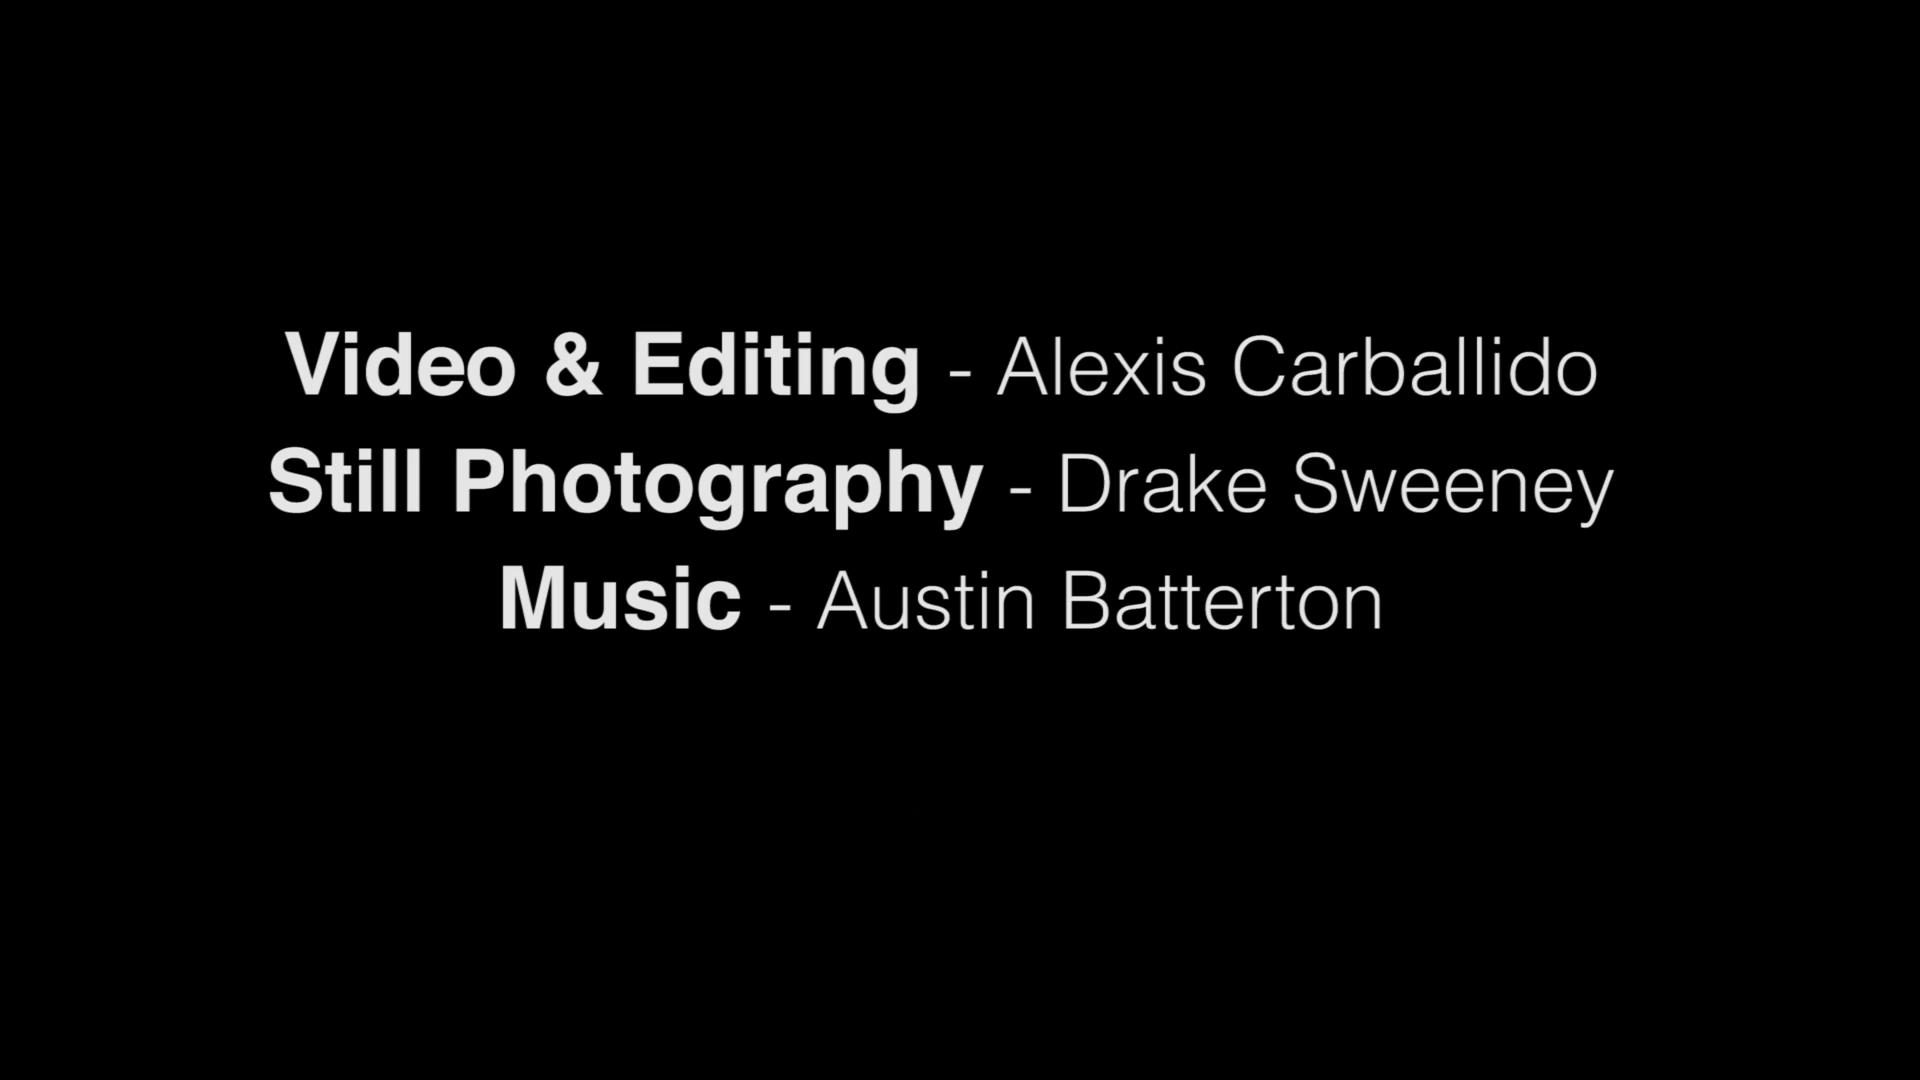 Video & Editing - Alexis Carballido
Still Photography - Drake Sweeney
Music - Austin Batterton